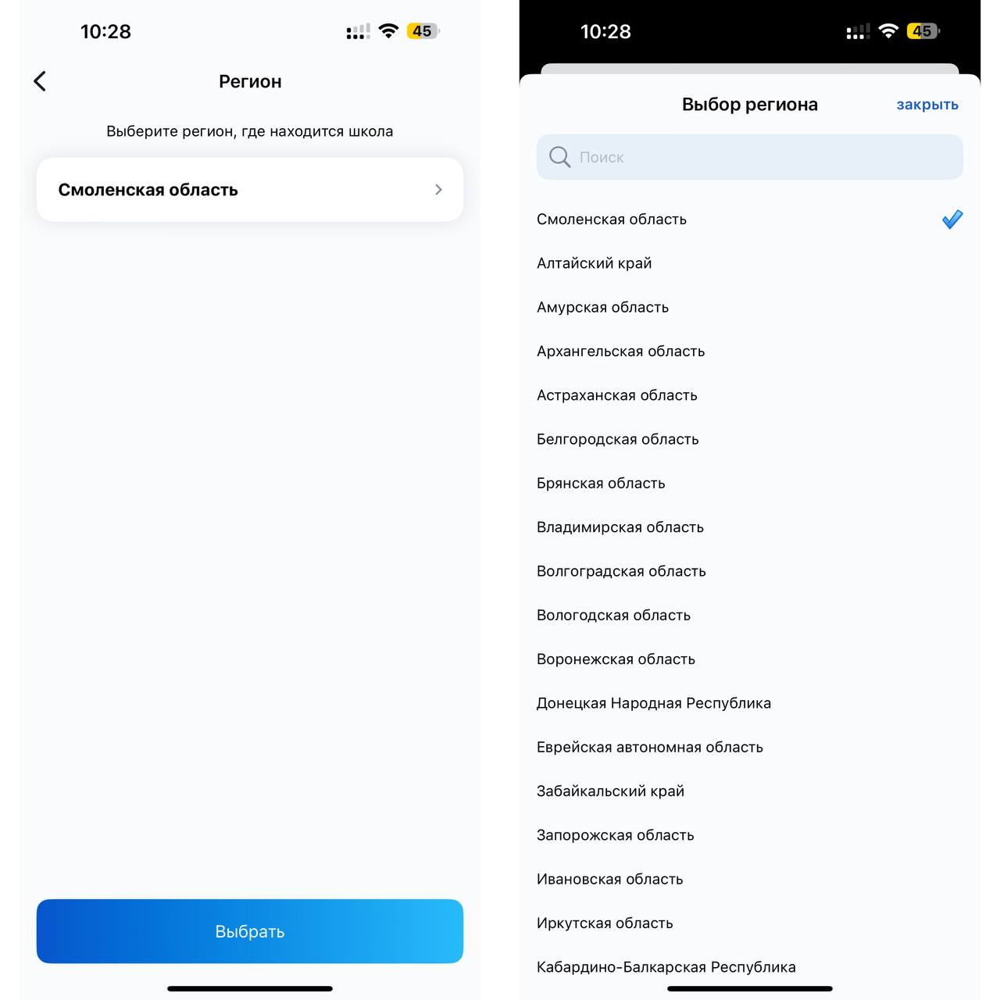 10:28
45
Регион
Выберите регион, где находится школа
Смоленская область
Выбрать
10:28
45
Выбор региона
закрыть
Поиск
Смоленская область
Алтайский край
Амурская область
Архангельская область
Астраханская область
Белгородская область
Брянская область
Владимирская область
Волгоградская область
Вологодская область
Воронежская область
Донецкая Народная Республика
Еврейская автономная область
Забайкальский край
Запорожская область
Ивановская область
Иркутская область
Кабардино-Балкарская Республика